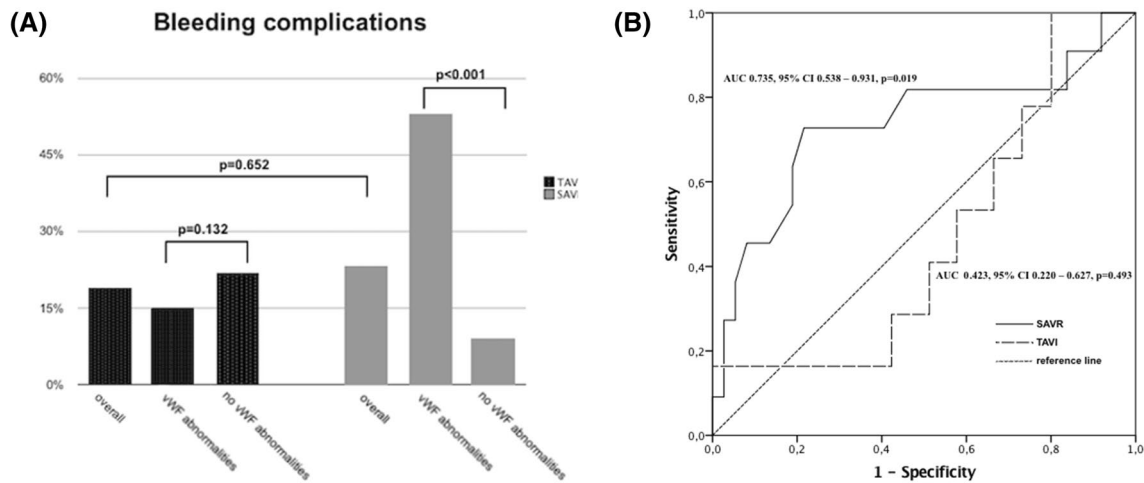 (A)
Bleeding complications
60%
45%
30%
15%
0%
p<0.001
p=0.652
p=0.132
TAVI
SAVI
overall
vWF abnormalities
no vWF abnormalities
overall
vWF abnormalities
no vWF abnormalities
(B)
Sensitivity
1,0
0,8
0,6
0,4
0,2
0,0
AUC 0.735, 95% CI 0.538 – 0.931, p=0.019
AUC 0.423, 95% CI 0.220 – 0.627, p=0.493
SAVR
TAVI
reference line
0,0 0,2 0,4 0,6 0,8 1,0
1 – Specificity